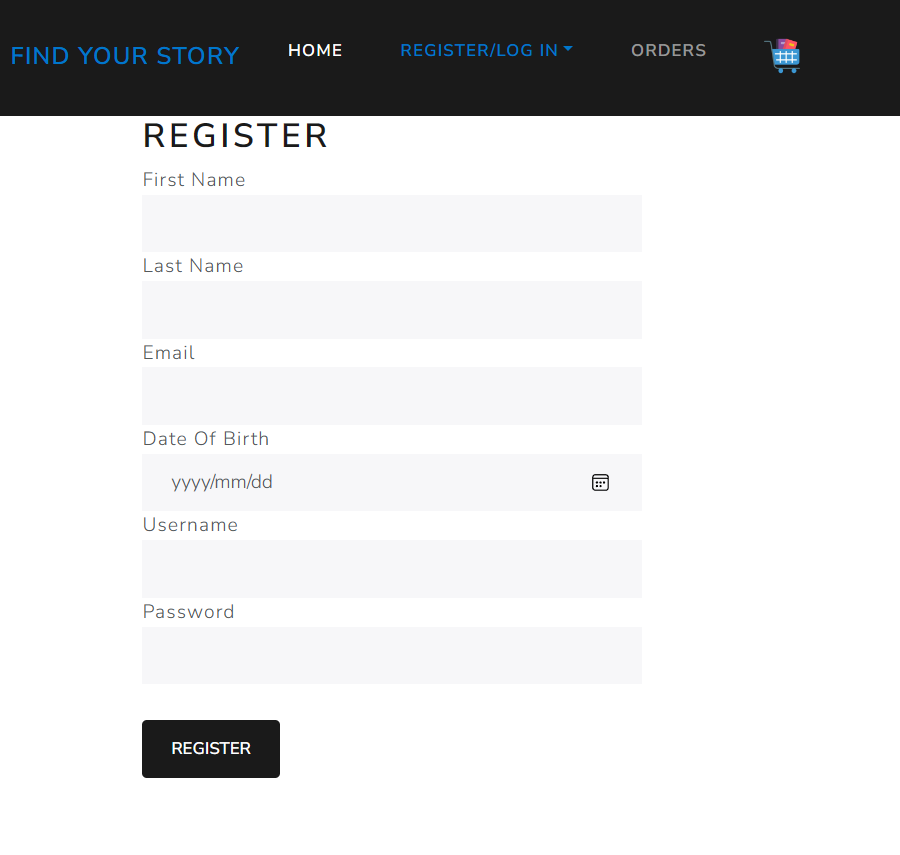 FIND YOUR STORY HOME REGISTER/LOG IN ORDERS
REGISTER
First Name
Last Name
Email
Date Of Birth
yyyy/mm/dd
Username
Password
REGISTER